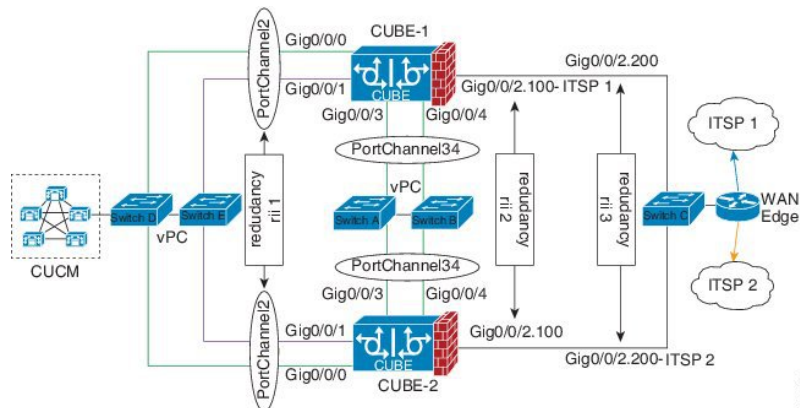 CUBE-1
Gig0/0/0
PortChannel2
Gig0/0/1
CUBE
Gig0/0/2.200
Gig0/0/2.100- ITSP 1
Gig0/0/3
Gig0/0/4
PortChannel34
ITSP 1
redudancy
rii 1
vPC
redudancy
rii 2
redudancy
rii 3
Switch D
Switch E
vPC
CUCM
Switch A
Switch B
Switch C
WAN
Edge
PortChannel34
ITSP 2
Gig0/0/3
Gig0/0/4
PortChannel2
Gig0/0/1
Gig0/0/2.100
CUBE
Gig0/0/0
Gig0/0/2.200- ITSP 2
CUBE-2